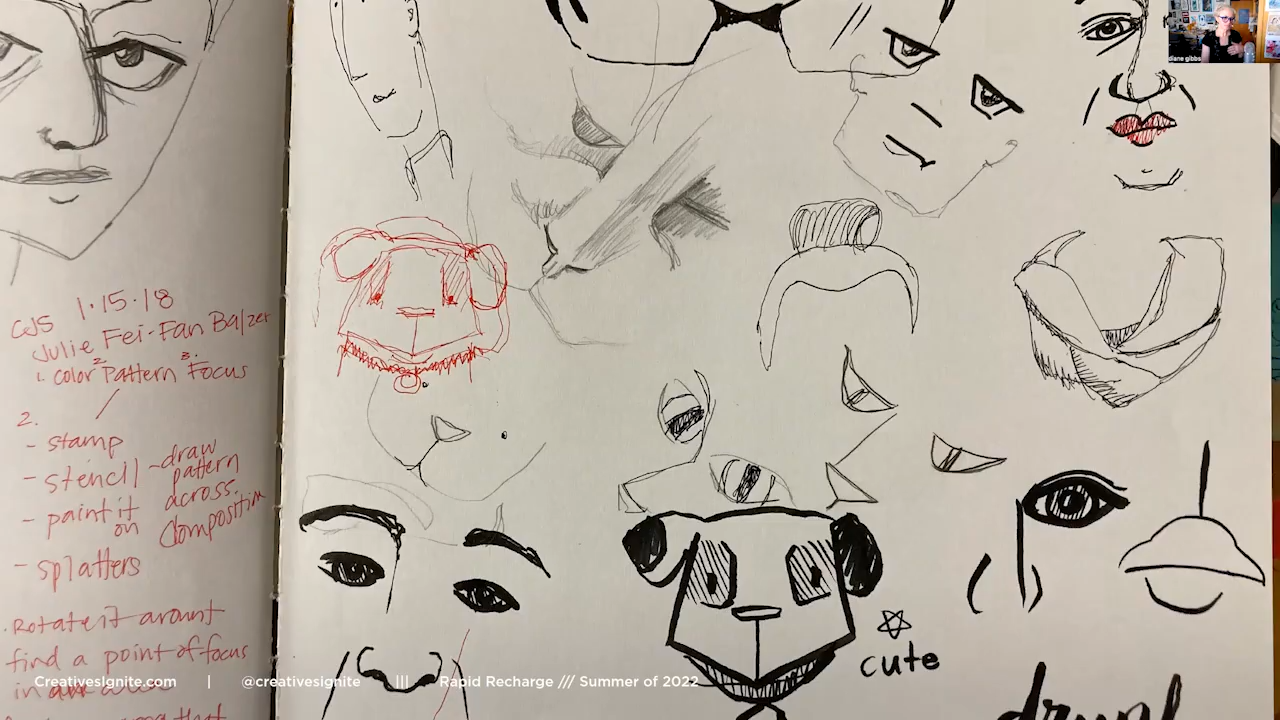 diane gibbs
1.15.18
CJS
Julie Fei-Fan Balzer
1. color 2. Pattern 3. Focus
2.
- stamp
- stencil - draw pattern
- paint it on
across composition
- splatters
Rotate it around
find a point of focus
in
that
cute
CreativesIgnite.com | @creativesignite ||| Rapid Recharge /// Summer of 2022